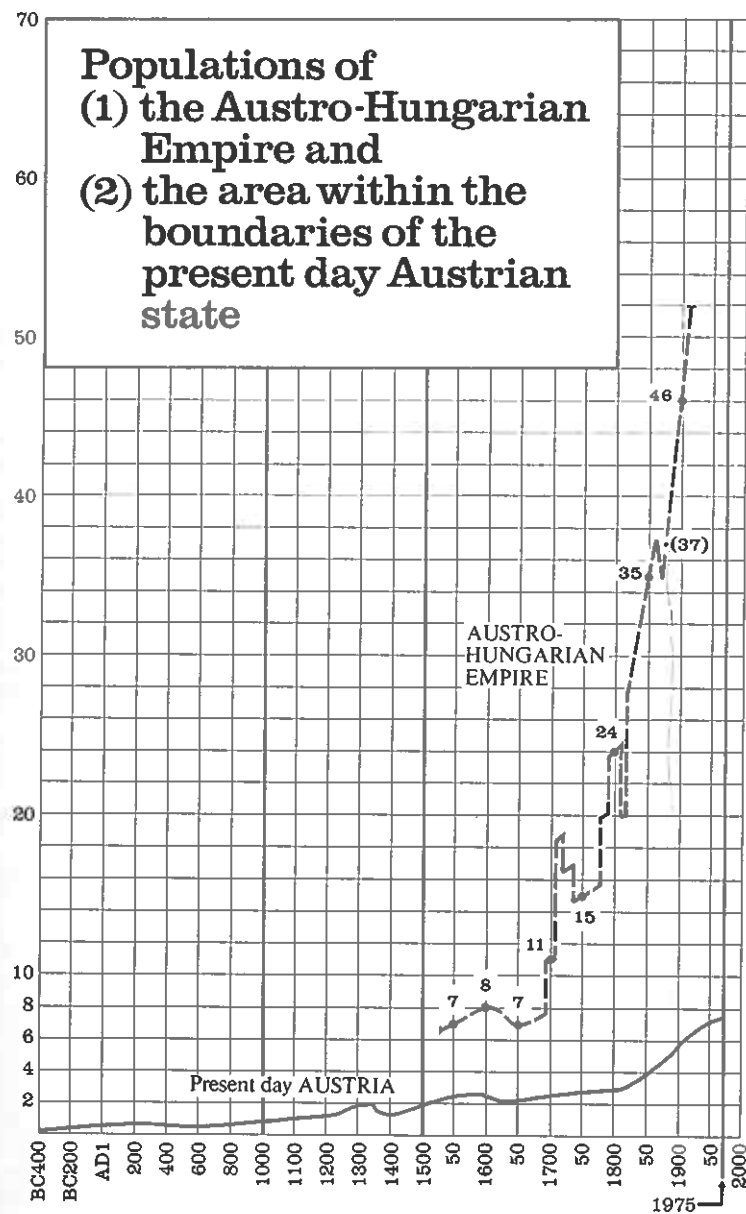 70
Populations of
(1) the Austro-Hungarian
Empire and
(2) the area within the
boundaries of the
present day Austrian
state
60
50
46
40
(37)
35
AUSTRO-
HUNGARIAN
EMPIRE
30
24
20
15
11
10
8
7
8
7
6
4
Present day AUSTRIA
2
BC400
BC200
AD1
200
400
600
800
1000
1100
1200
1300
1400
1500
50
1600
50
1700
50
1800
50
1900
50
2000
1975